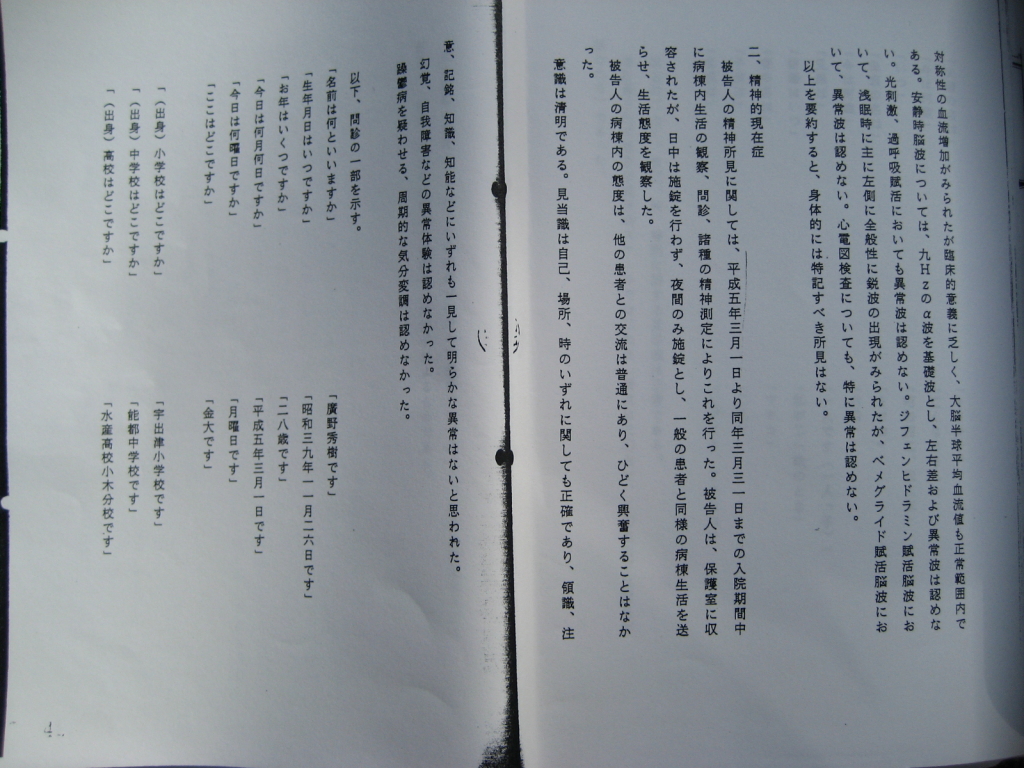 対称性の血流増加がみられたが臨床的意義に乏しく、大脳半球平均血流値も正常範囲内で
ある。安静時脳波については、九Hzのα波を基礎波とし、左右差および異常波は認めな
い。光刺激、過呼吸賦活においても異常波は認めない。ジフェンヒドラミン賦活脳波にお
いて、浅眠時に主に左側に全般性に鋭波の出現がみられたが、ベメグライド賦活脳波にお
いて、異常波は認めない。心電図検査についても、特に異常は認めない。
以上を要約すると、身体的には特記すべき所見はない。
二、精神的現在症
被告人の精神所見に関しては、平成五年三月一日より同年三月三一日までの入院期間中
に病棟内生活の観察、問診、諸種の精神測定によりこれを行った。被告人は、保護室に収
容されたが、日中は施錠を行わず、夜間のみ施錠とし、一般の患者と同様の病棟生活を送
らせ、生活態度を観察した。
被告人の病棟内の態度は、他の患者との交流は普通にあり、ひどく興奮することはなか
った。
意識は清明である。見当識は自己、場所、時のいずれに関しても正確であり、領識、注
意、記銘、知識、知能などにいずれも一見して明らかな異常はないと思われた。
幻覚、自我障害などの異常体験は認めなかった。
躁鬱病を疑わせる、周期的な気分変調は認めなかった。
以下、問診の一部を示す。
「名前は何といいますか」 「廣野秀樹です」
「生年月日はいつですか」 「昭和三九年一一月二六日です」
「お年はいくつですか」 「二八歳です」
「今日は何月何日ですか」 「平成五年三月一日です」
「今日は何曜日ですか」 「月曜日です」
「ここはどこですか」 「金大です」
「（出身）小学校はどこですか」 「宇出津小学校です」
「（出身）中学校はどこですか」 「能都中学校です」
「（出身）高校はどこですか」 「水産高校小木分校です」